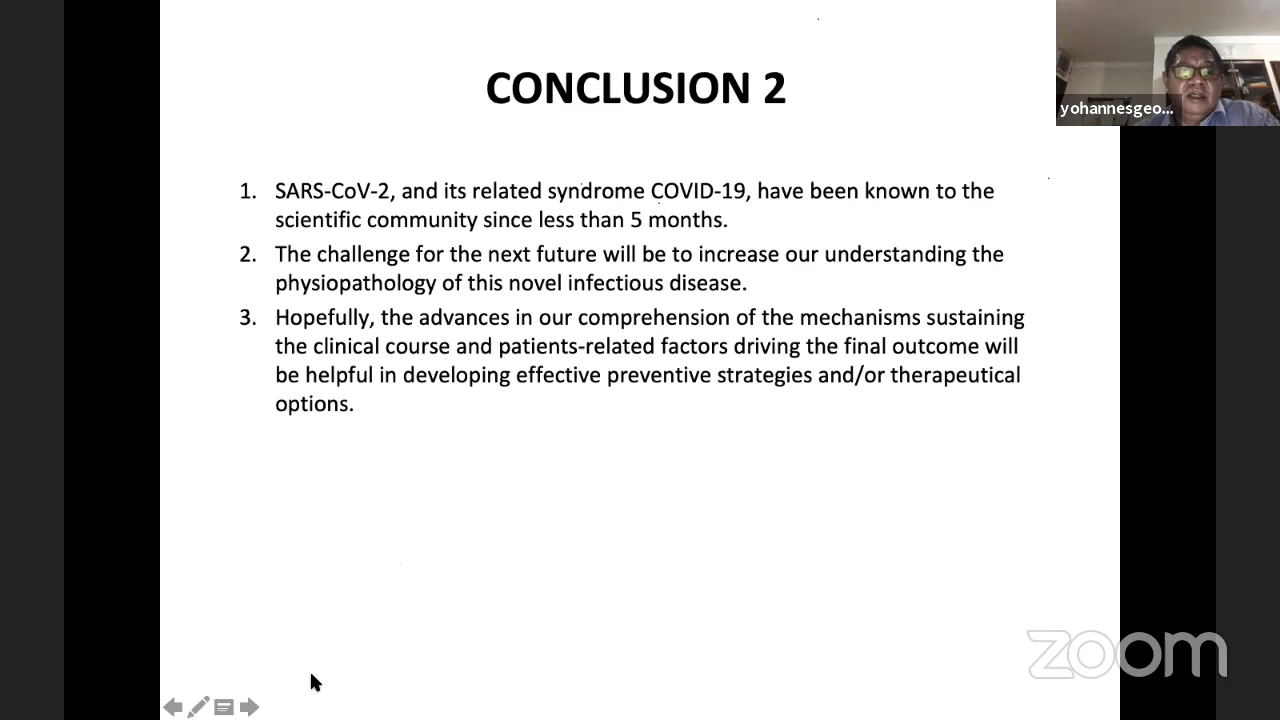 CONCLUSION 2
yohannesgeo...
1. SARS-CoV-2, and its related syndrome COVID-19, have been known to the
scientific community since less than 5 months.
2. The challenge for the next future will be to increase our understanding the
physiopathology of this novel infectious disease.
3. Hopefully, the advances in our comprehension of the mechanisms sustaining
the clinical course and patients-related factors driving the final outcome will
be helpful in developing effective preventive strategies and/or therapeutical
options.
zoom